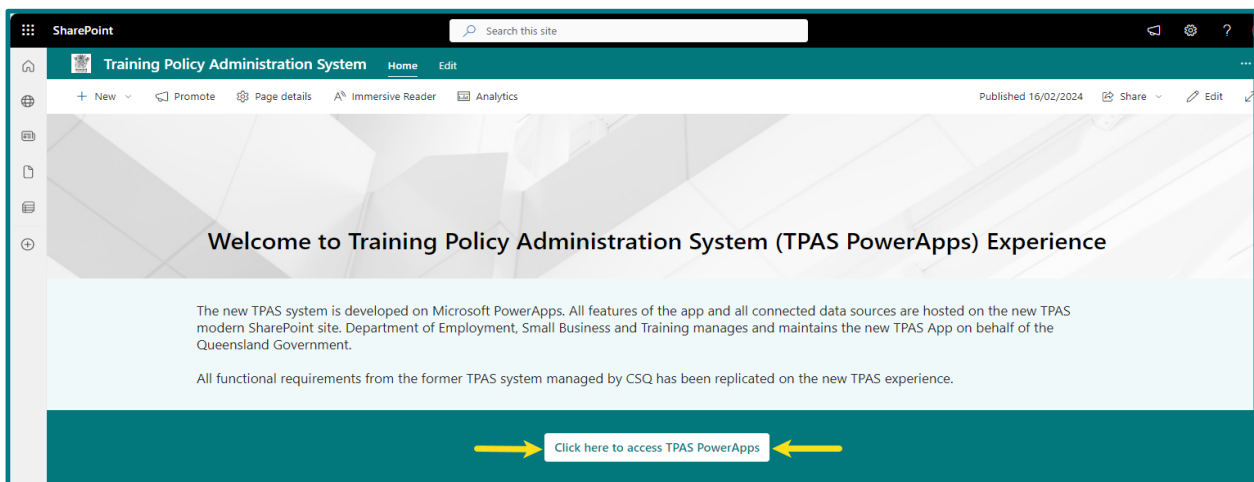 SharePoint
Search this site
?
Training Policy Administration System Home Edit
...
+ New Promote Page details Immersive Reader Analytics Published 16/02/2024 Share Edit
Welcome to Training Policy Administration System (TPAS PowerApps) Experience
The new TPAS system is developed on Microsoft PowerApps. All features of the app and all connected data sources are hosted on the new TPAS
modern SharePoint site. Department of Employment, Small Business and Training manages and maintains the new TPAS App on behalf of the
Queensland Government.
All functional requirements from the former TPAS system managed by CSQ has been replicated on the new TPAS experience.
Click here to access TPAS PowerApps